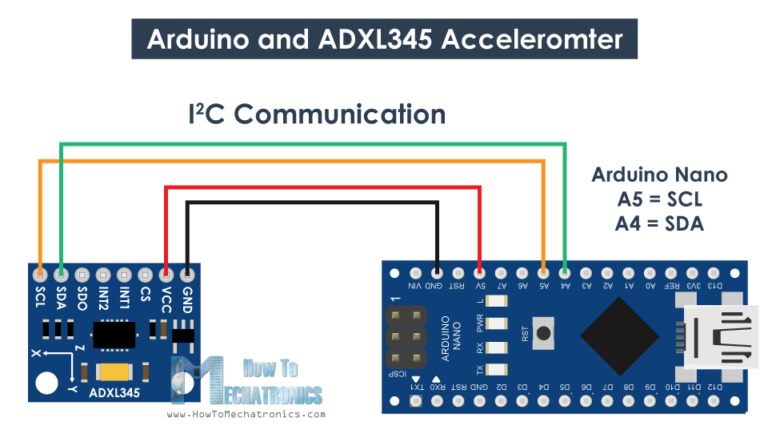 Arduino and ADXL345 Acceleromter
I²C Communication
Arduino Nano
A5 = SCL
A4 = SDA
SCL SDA SDO INT2 INT1 CS VCC GND
X Z Y
ADXL345
How To
MECHATRONICS
www.HowToMechatronics.com
VIN GND RST 5V A7 A6 A5 A4 A3 A2 A1 A0 REF 3V3 D13
1
ICSP
ARDUINO
NANO
L
PWR
RX
TX
RST
TX1 RX0 RST GND D2 D3 D4 D5 D6 D7 D8 D9 D10 D11 D12